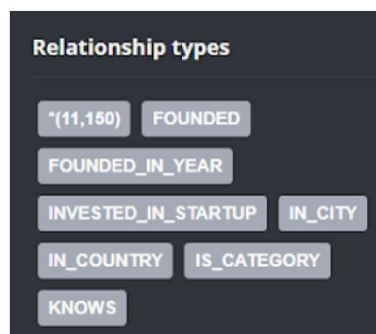 Relationship types
*(11,150) FOUNDED
FOUNDED_IN_YEAR
INVESTED_IN_STARTUP IN_CITY
IN_COUNTRY IS_CATEGORY
KNOWS